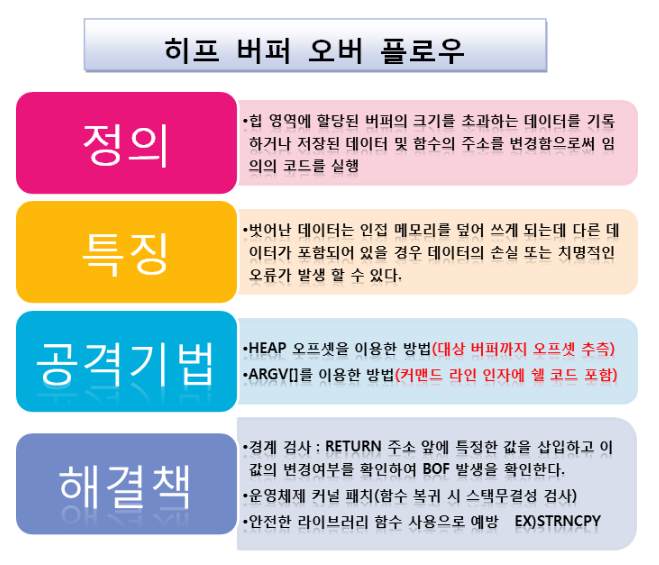 히프 버퍼 오버 플로우
정의
•힙 영역에 할당된 버퍼의 크기를 초과하는 데이터를 기록
하거나 저장된 데이터 및 함수의 주소를 변경함으로써 임
의의 코드를 실행
특징
•벗어난 데이터는 인접 메모리를 덮어 쓰게 되는데 다른 데
이터가 포함되어 있을 경우 데이터의 손실 또는 치명적인
오류가 발생 할 수 있다.
공격기법
•HEAP 오프셋을 이용한 방법(대상 버퍼까지 오프셋 추측)
•ARGV[]를 이용한 방법(커맨드 라인 인자에 쉘 코드 포함)
해결책
•경계 검사 : RETURN 주소 앞에 특정한 값을 삽입하고 이
값의 변경여부를 확인하여 BOF 발생을 확인한다.
•운영체제 커널 패치(함수 복귀 시 스택무결성 검사)
•안전한 라이브러리 함수 사용으로 예방 EX)STRNCPY